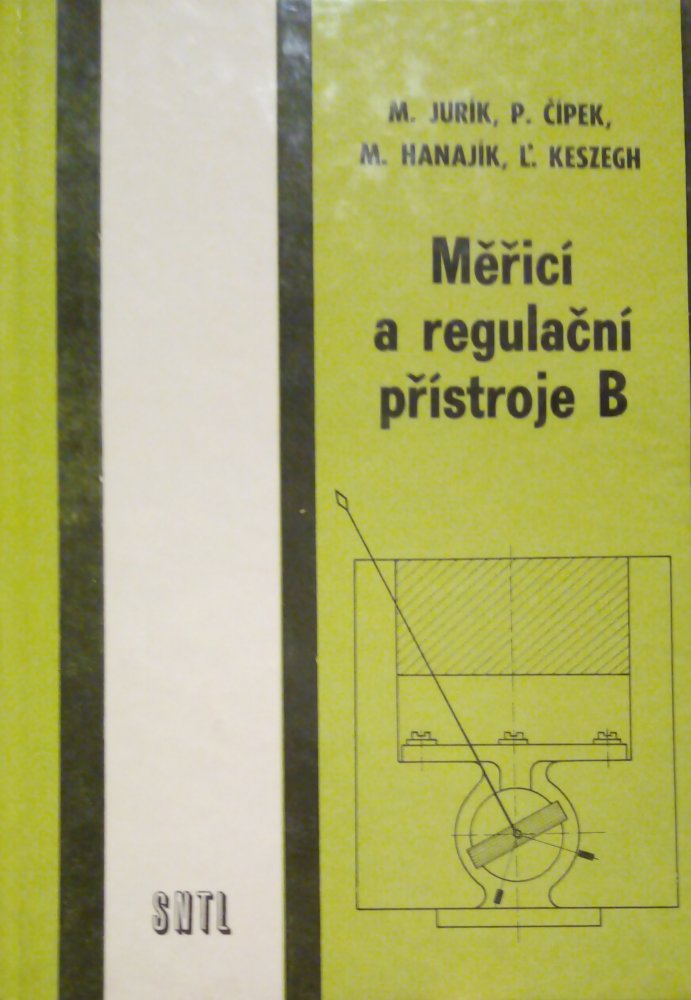 M. JURÍK, P. ČÍPEK,
M. HANAJÍK, Ľ. KESZEGH
Měřicí
a regulační
přístroje B
SNTL